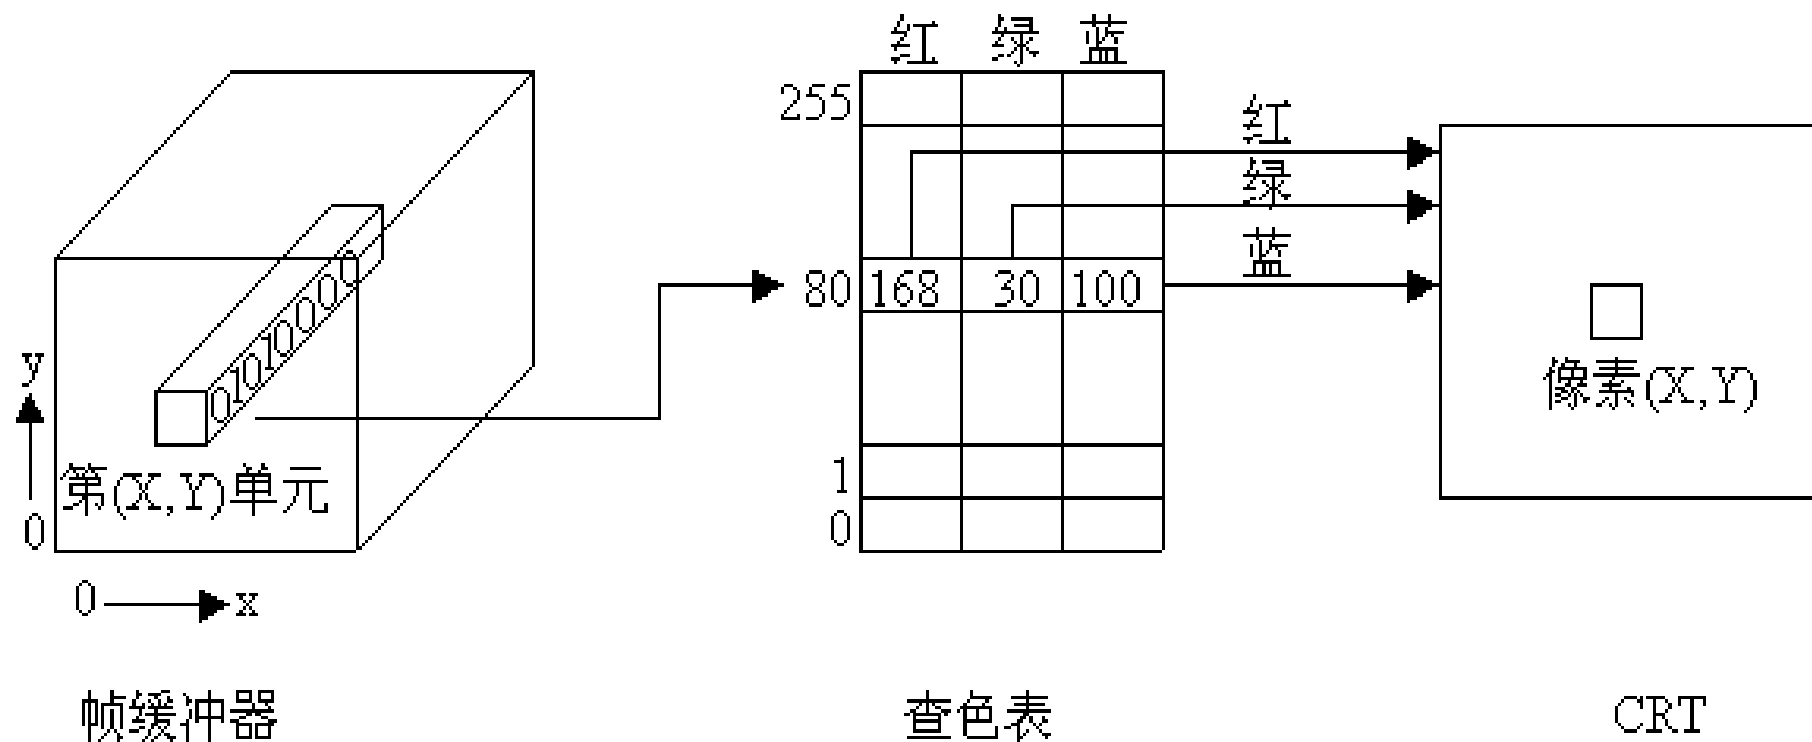 红 绿 蓝
255
红
绿
蓝
80 168 30 100
01010000
y
像素(X,Y)
第(X,Y)单元
1
0
0
0 x
帧缓冲器 查色表 CRT